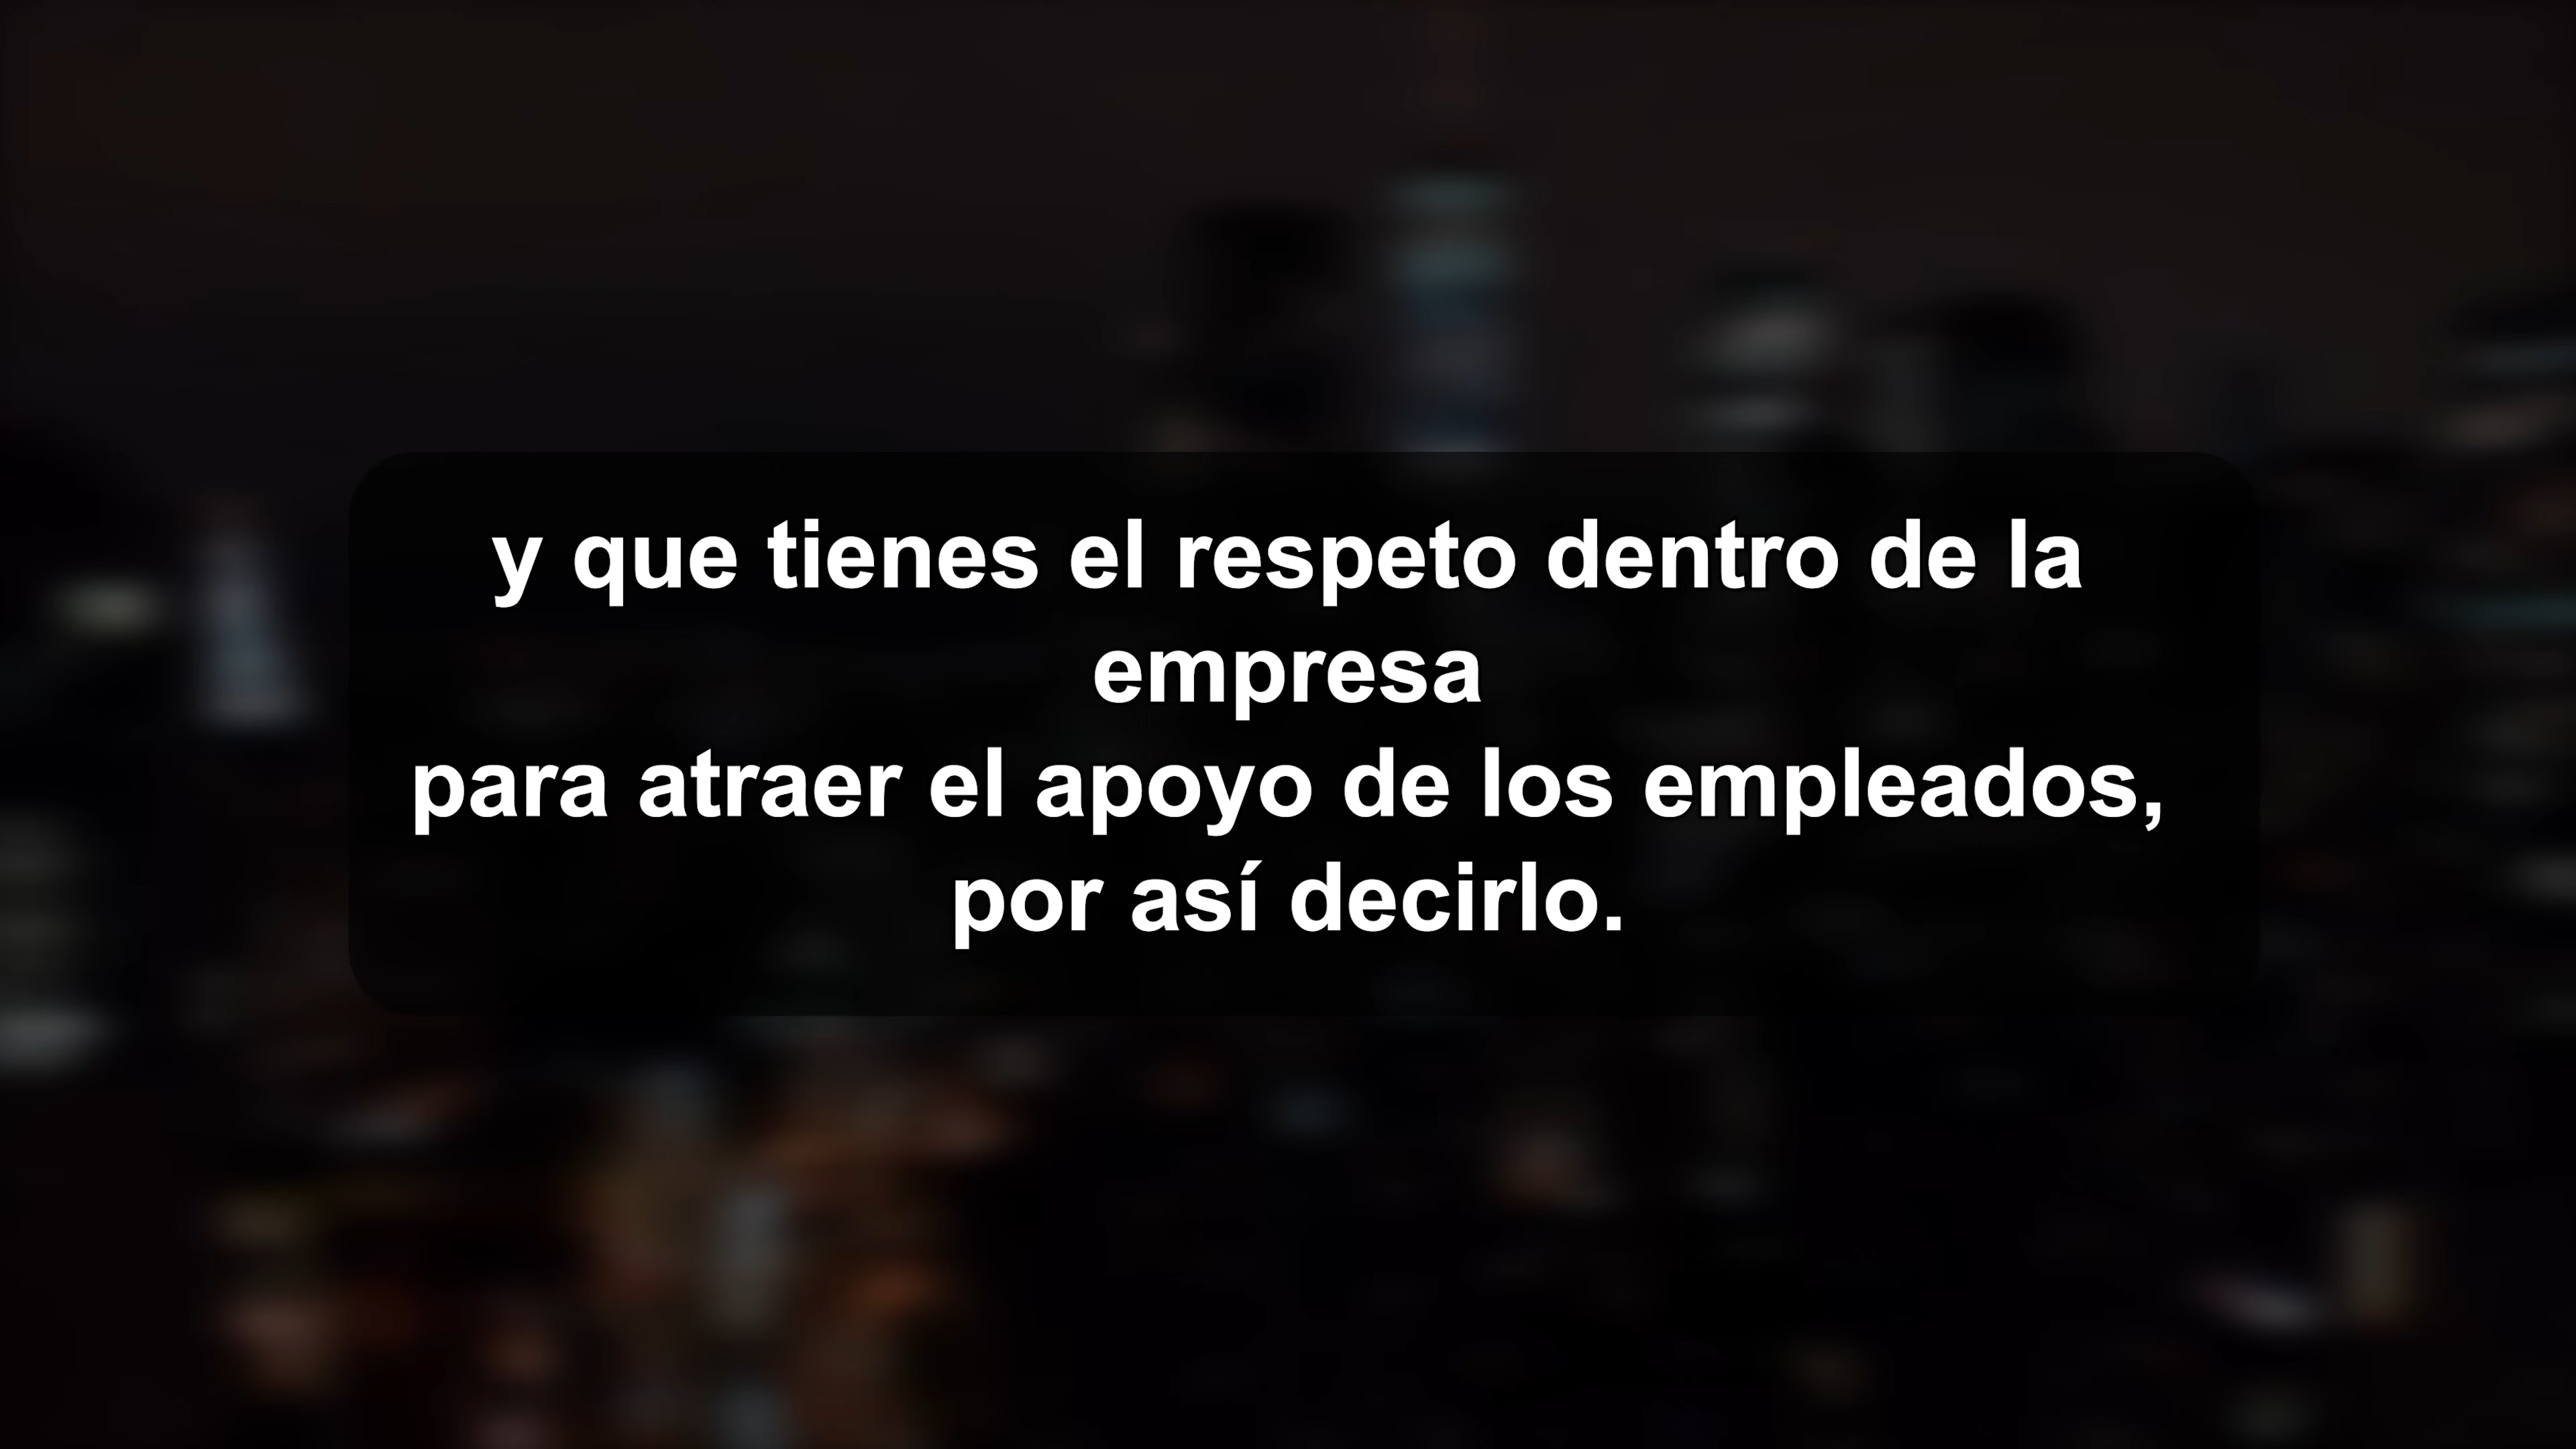 y que tienes el respeto dentro de la
empresa
para atraer el apoyo de los empleados,
por así decirlo.